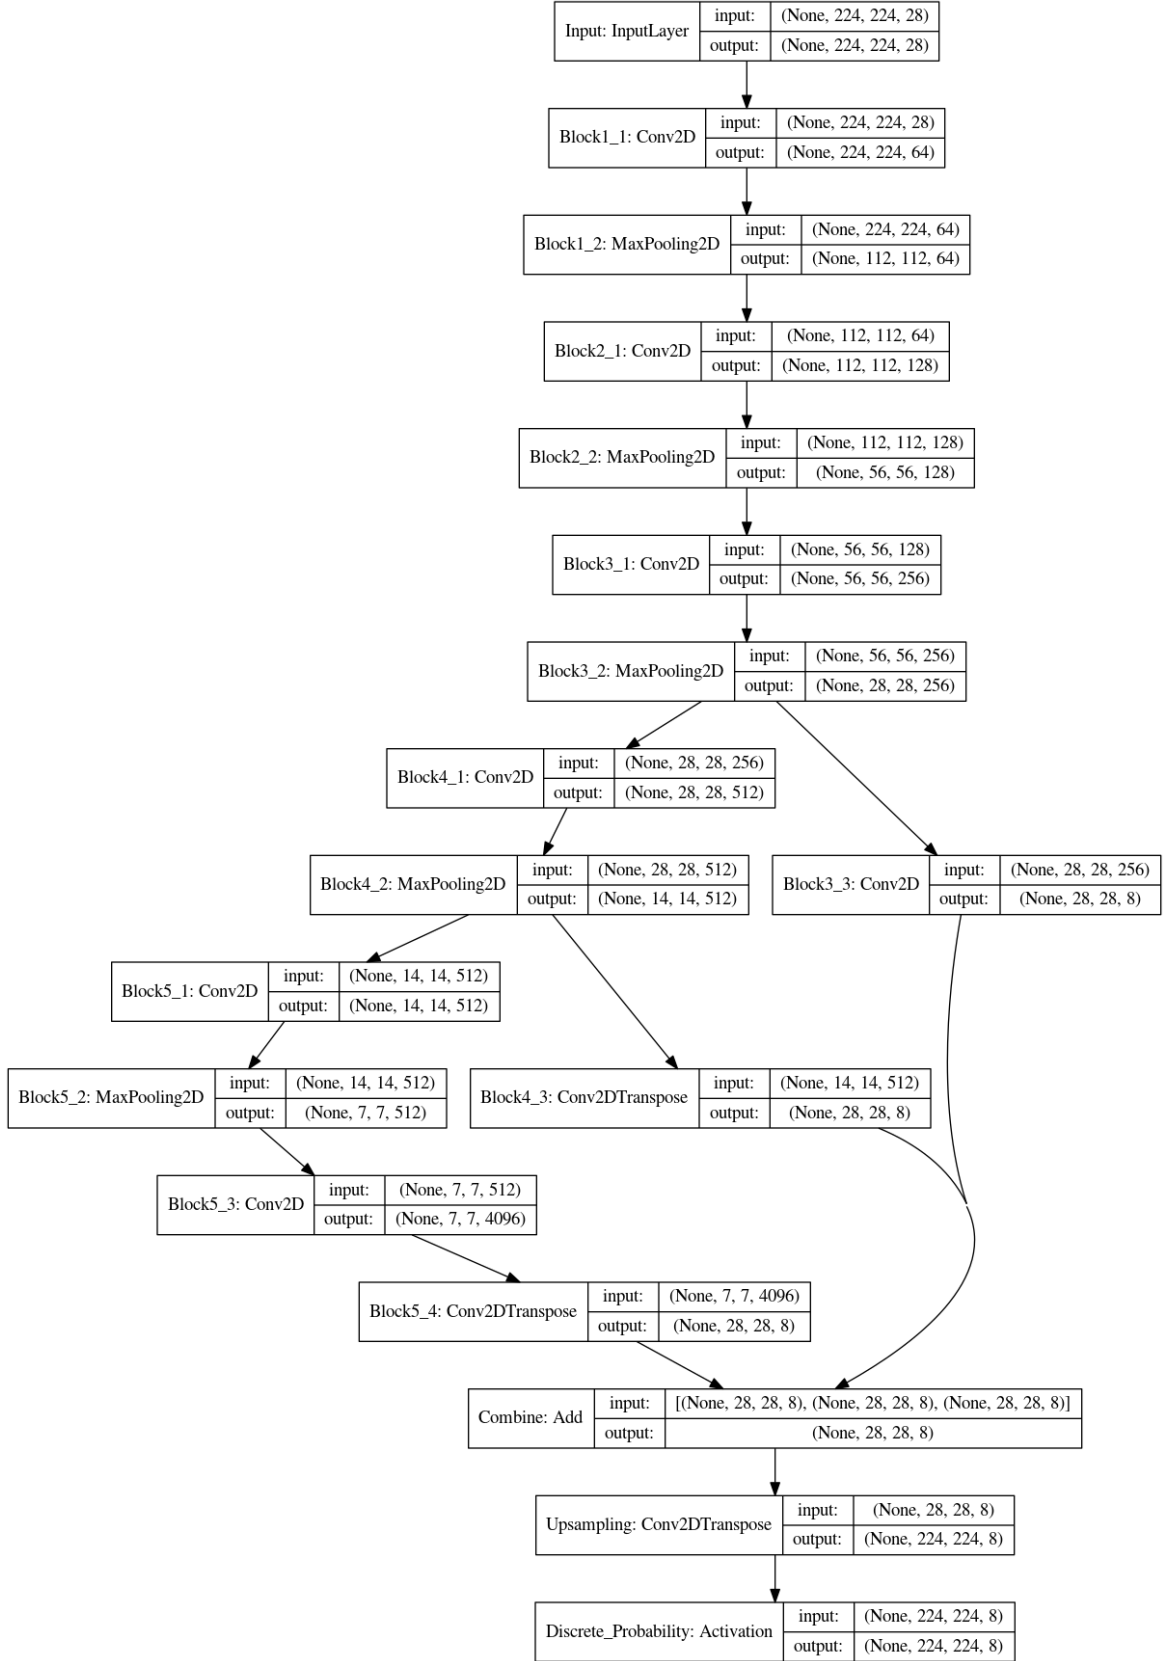 Input: InputLayer
input: (None, 224, 224, 28)
output: (None, 224, 224, 28)
Block1_1: Conv2D
input: (None, 224, 224, 28)
output: (None, 224, 224, 64)
Block1_2: MaxPooling2D
input: (None, 224, 224, 64)
output: (None, 112, 112, 64)
Block2_1: Conv2D
input: (None, 112, 112, 64)
output: (None, 112, 112, 128)
Block2_2: MaxPooling2D
input: (None, 112, 112, 128)
output: (None, 56, 56, 128)
Block3_1: Conv2D
input: (None, 56, 56, 128)
output: (None, 56, 56, 256)
Block3_2: MaxPooling2D
input: (None, 56, 56, 256)
output: (None, 28, 28, 256)
Block4_1: Conv2D
input: (None, 28, 28, 256)
output: (None, 28, 28, 512)
Block4_2: MaxPooling2D
input: (None, 28, 28, 512)
output: (None, 14, 14, 512)
Block3_3: Conv2D
input: (None, 28, 28, 256)
output: (None, 28, 28, 8)
Block5_1: Conv2D
input: (None, 14, 14, 512)
output: (None, 14, 14, 512)
Block5_2: MaxPooling2D
input: (None, 14, 14, 512)
output: (None, 7, 7, 512)
Block4_3: Conv2DTranspose
input: (None, 14, 14, 512)
output: (None, 28, 28, 8)
Block5_3: Conv2D
input: (None, 7, 7, 512)
output: (None, 7, 7, 4096)
Block5_4: Conv2DTranspose
input: (None, 7, 7, 4096)
output: (None, 28, 28, 8)
Combine: Add
input: [(None, 28, 28, 8), (None, 28, 28, 8), (None, 28, 28, 8)]
output: (None, 28, 28, 8)
Upsampling: Conv2DTranspose
input: (None, 28, 28, 8)
output: (None, 224, 224, 8)
Discrete_Probability: Activation
input: (None, 224, 224, 8)
output: (None, 224, 224, 8)